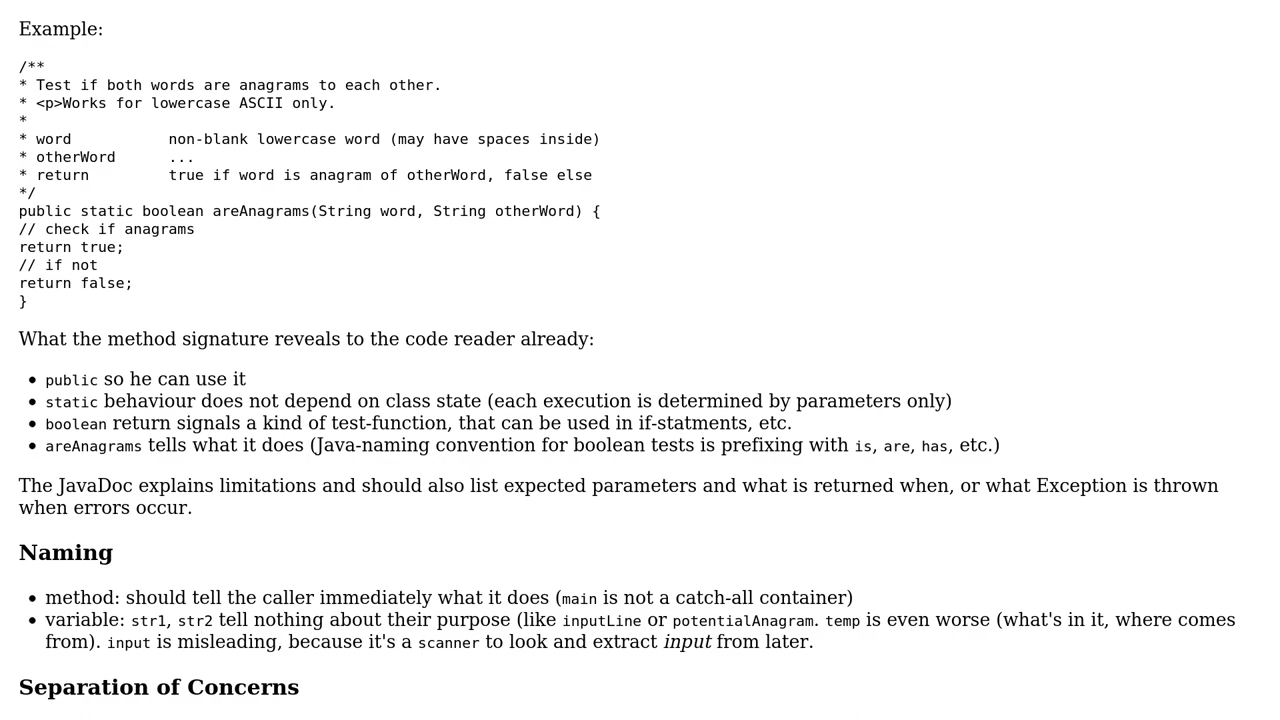 Example:
/**
* Test if both words are anagrams to each other.
* <p>Works for lowercase ASCII only.
*
* word           non-blank lowercase word (may have spaces inside)
* otherWord      ...
* return         true if word is anagram of otherWord, false else
*/
public static boolean areAnagrams(String word, String otherWord) {
// check if anagrams
return true;
// if not
return false;
}
What the method signature reveals to the code reader already:
• public so he can use it
• static behaviour does not depend on class state (each execution is determined by parameters only)
• boolean return signals a kind of test-function, that can be used in if-statments, etc.
• areAnagrams tells what it does (Java-naming convention for boolean tests is prefixing with is, are, has, etc.)
The JavaDoc explains limitations and should also list expected parameters and what is returned when, or what Exception is thrown
when errors occur.
Naming
• method: should tell the caller immediately what it does (main is not a catch-all container)
• variable: str1, str2 tell nothing about their purpose (like inputLine or potentialAnagram. temp is even worse (what's in it, where comes
from). input is misleading, because it's a scanner to look and extract input from later.
Separation of Concerns